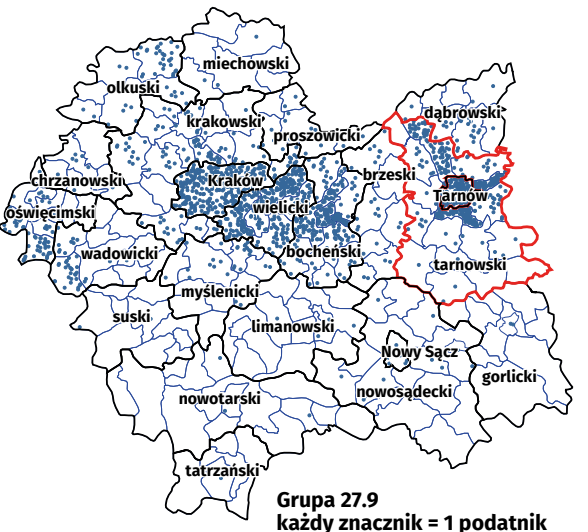 miechowski
olkuski
dąbrowski
krakowski
proszowicki
chrzanowski
Kraków
brzeski
Tarnów
oświęcimski
wielicki
wadowicki
bocheński
tarnowski
myślenicki
suski
limanowski
Nowy Sącz
gorlicki
nowotarski
nowosądecki
tatrzański
Grupa 27.9
każdy znacznik = 1 podatnik